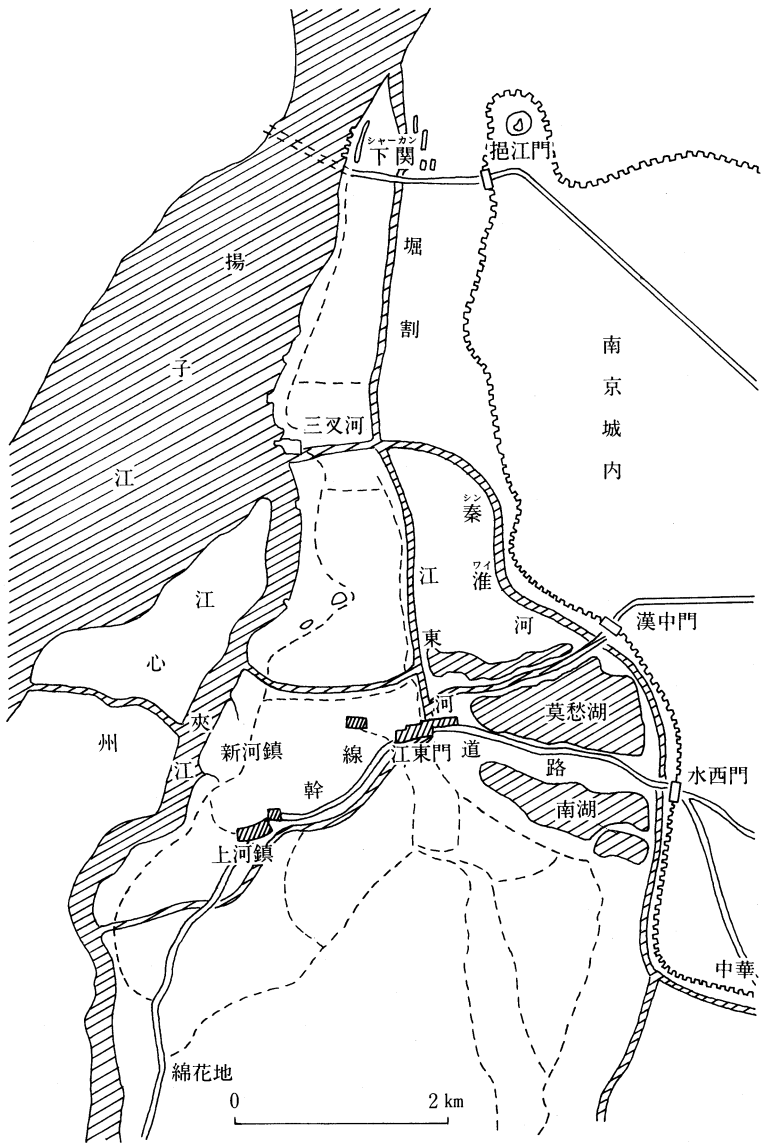 シャーカン
下関
挹江門
堀割
揚子江
南京城内
三叉河
シン ワイ
秦淮河
江東河
漢中門
江心州
夾江
莫愁湖
新河鎮
江東門
幹線道路
水西門
南湖
上河鎮
中華
綿花地
0 2km